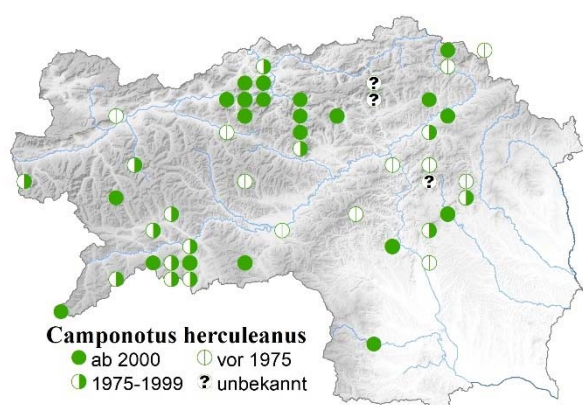 ?
?
?
Camponotus herculeanus
ab 2000 vor 1975
1975-1999 ? unbekannt